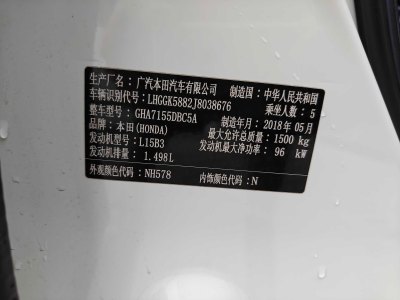 生产厂名：广汽本田汽车有限公司 制造国：中华人民共和国
车辆识别代号：LHGGK5882J8038676 乘坐人数：5
整车型号：GHA7155DBC5A 制造年月：2018年05月
品牌：本田(HONDA) 最大允许总质量：1500 kg
发动机型号：L15B3 发动机最大净功率：96 kW
发动机排量：1.498L
外观颜色代码：NH578 内饰颜色代码：N